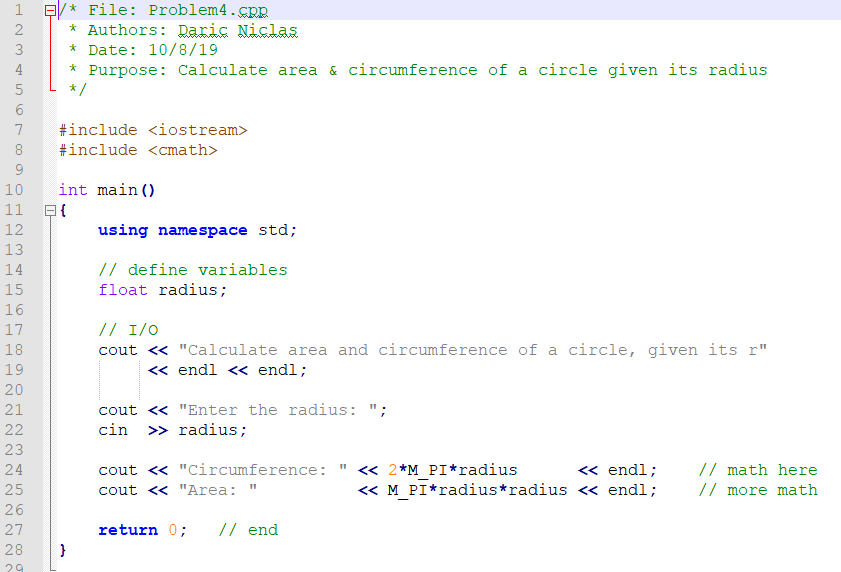 1 /* File: Problem4.cpp
2  * Authors: Daric Niclas
3  * Date: 10/8/19
4  * Purpose: Calculate area & circumference of a circle given its radius
5  */
6
7 #include <iostream>
8 #include <cmath>
9
10 int main()
11 {
12     using namespace std;
13
14     // define variables
15     float radius;
16
17     // I/O
18     cout << "Calculate area and circumference of a circle, given its r"
19          << endl << endl;
20
21     cout << "Enter the radius: ";
22     cin  >> radius;
23
24     cout << "Circumference: " << 2*M_PI*radius      << endl;    // math here
25     cout << "Area: "          << M_PI*radius*radius << endl;    // more math
26
27     return 0;   // end
28 }
29